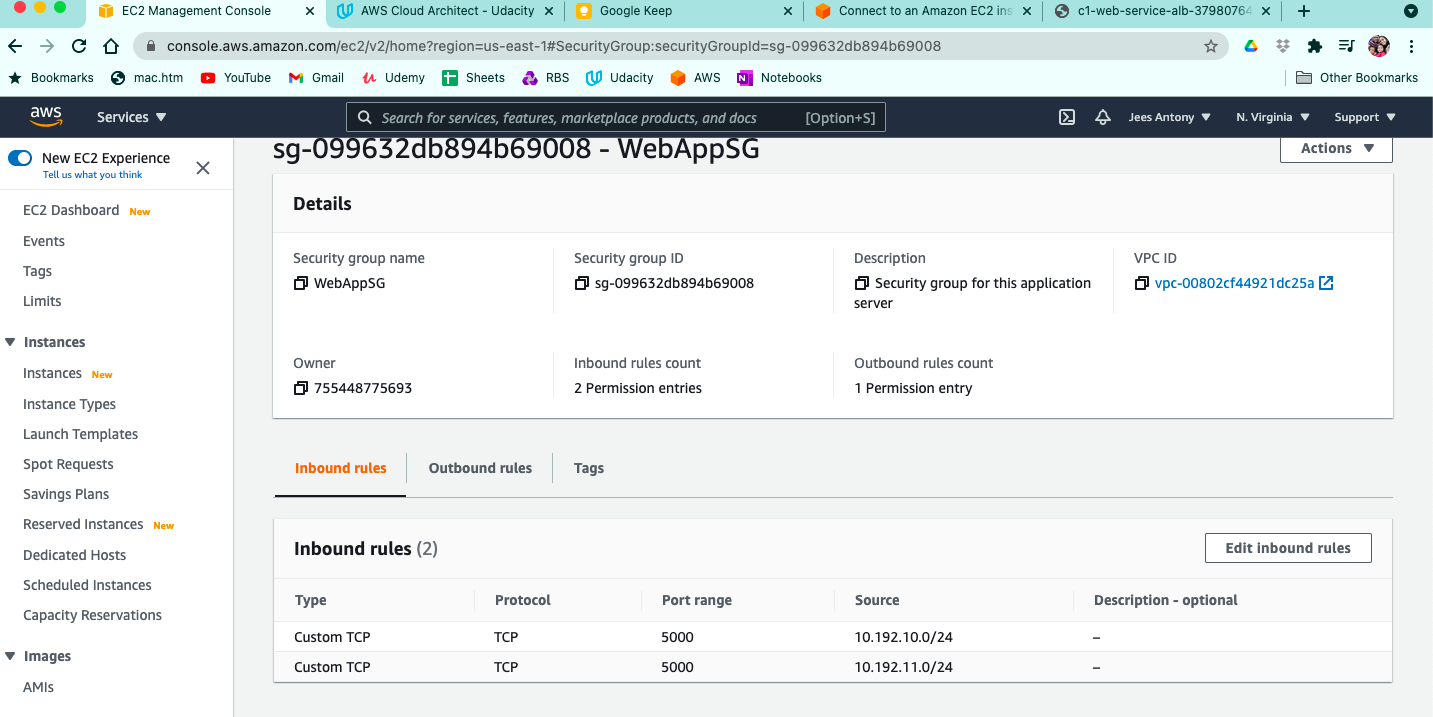 EC2 Management Console
AWS Cloud Architect - Udacity
Google Keep
Connect to an Amazon EC2 ins
c1-web-service-alb-37980764
console.aws.amazon.com/ec2/v2/home?region=us-east-1#SecurityGroup:securityGroupId=sg-099632db894b69008
Bookmarks mac.htm YouTube Gmail Udemy Sheets RBS Udacity AWS Notebooks Other Bookmarks
aws Services ▼ Search for services, features, marketplace products, and docs [Option+S] Jees Antony ▼ N. Virginia ▼ Support ▼
New EC2 Experience
Tell us what you think
EC2 Dashboard New
Events
Tags
Limits
Instances
Instances New
Instance Types
Launch Templates
Spot Requests
Savings Plans
Reserved Instances New
Dedicated Hosts
Scheduled Instances
Capacity Reservations
Images
AMIs
sg-099632db894b69008 - WebAppSG
Actions ▼
Details
Security group name Security group ID Description VPC ID
WebAppSG sg-099632db894b69008 Security group for this application vpc-00802cf44921dc25a
server
Owner Inbound rules count Outbound rules count
755448775693 2 Permission entries 1 Permission entry
Inbound rules Outbound rules Tags
Inbound rules (2) Edit inbound rules
Type Protocol Port range Source Description - optional
Custom TCP TCP 5000 10.192.10.0/24 –
Custom TCP TCP 5000 10.192.11.0/24 –